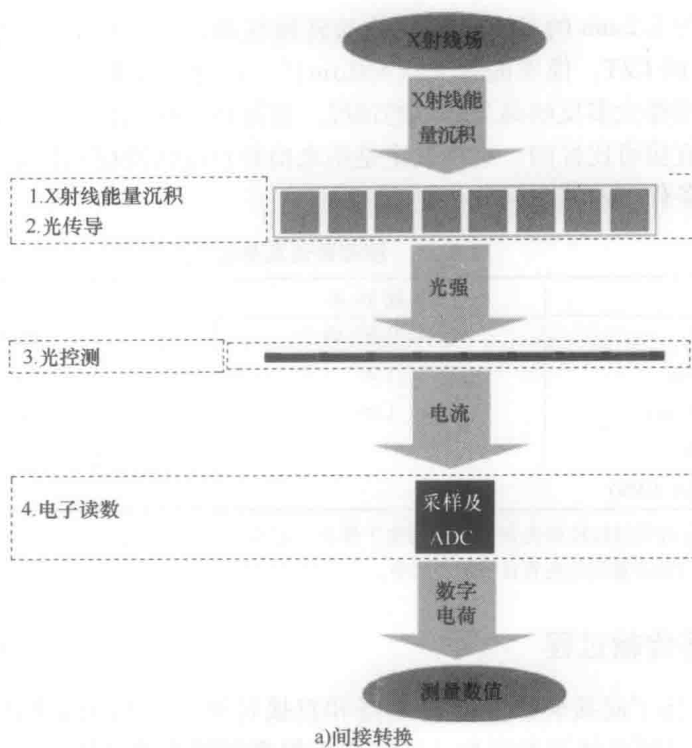 X射线场
X射线能
量沉积
1.X射线能量沉积
2.光传导
光强
3.光控测
电流
4.电子读数
采样及
ADC
数字
电荷
测量数值
a)间接转换